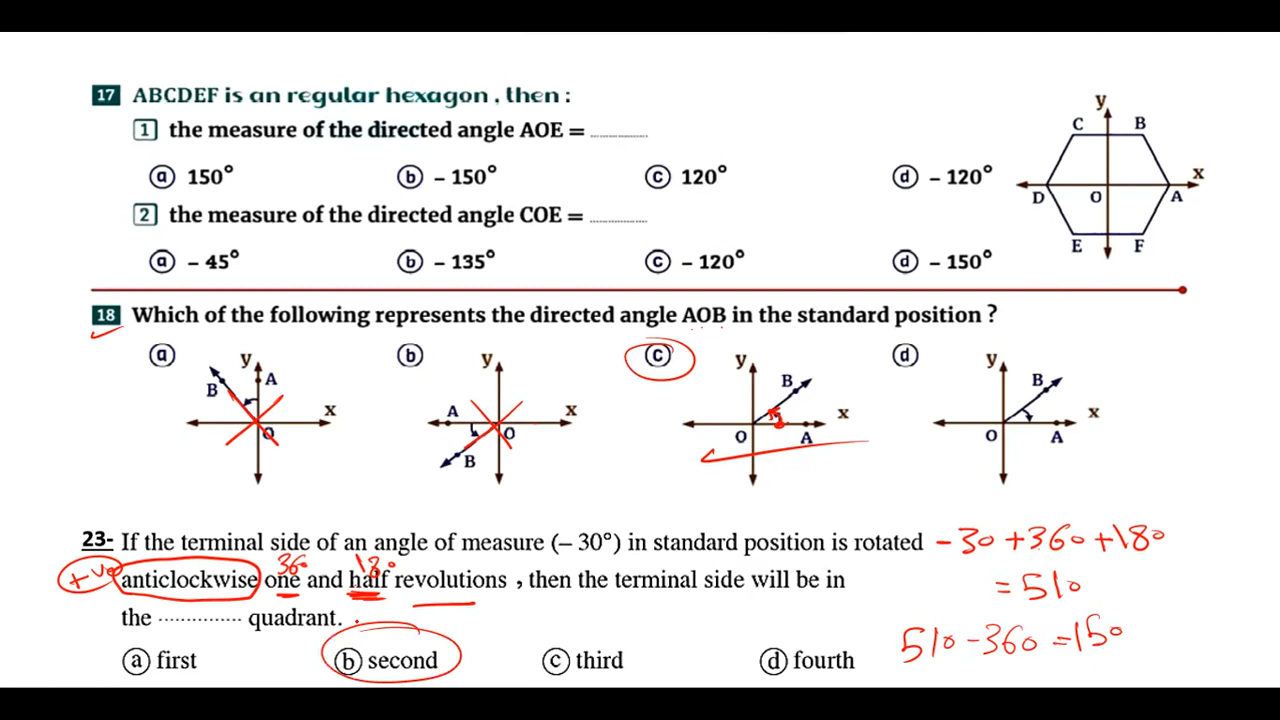 17 ABCDEF is an regular hexagon , then :
1 the measure of the directed angle AOE = ............
a 150° b – 150° c 120° d – 120°
2 the measure of the directed angle COE = ............
a – 45° b – 135° c – 120° d – 150°
y
C B
x
D O A
E F
18 Which of the following represents the directed angle AOB in the standard position ?
a b c d
y y y y
A B B
B x A x x x
O O O A O A
B
23- If the terminal side of an angle of measure (– 30°) in standard position is rotated
-30 +360 +180
360 180
+ve anticlockwise one and half revolutions , then the terminal side will be in
= 510
the .............. quadrant.
510 -360 =150
a first b second c third d fourth